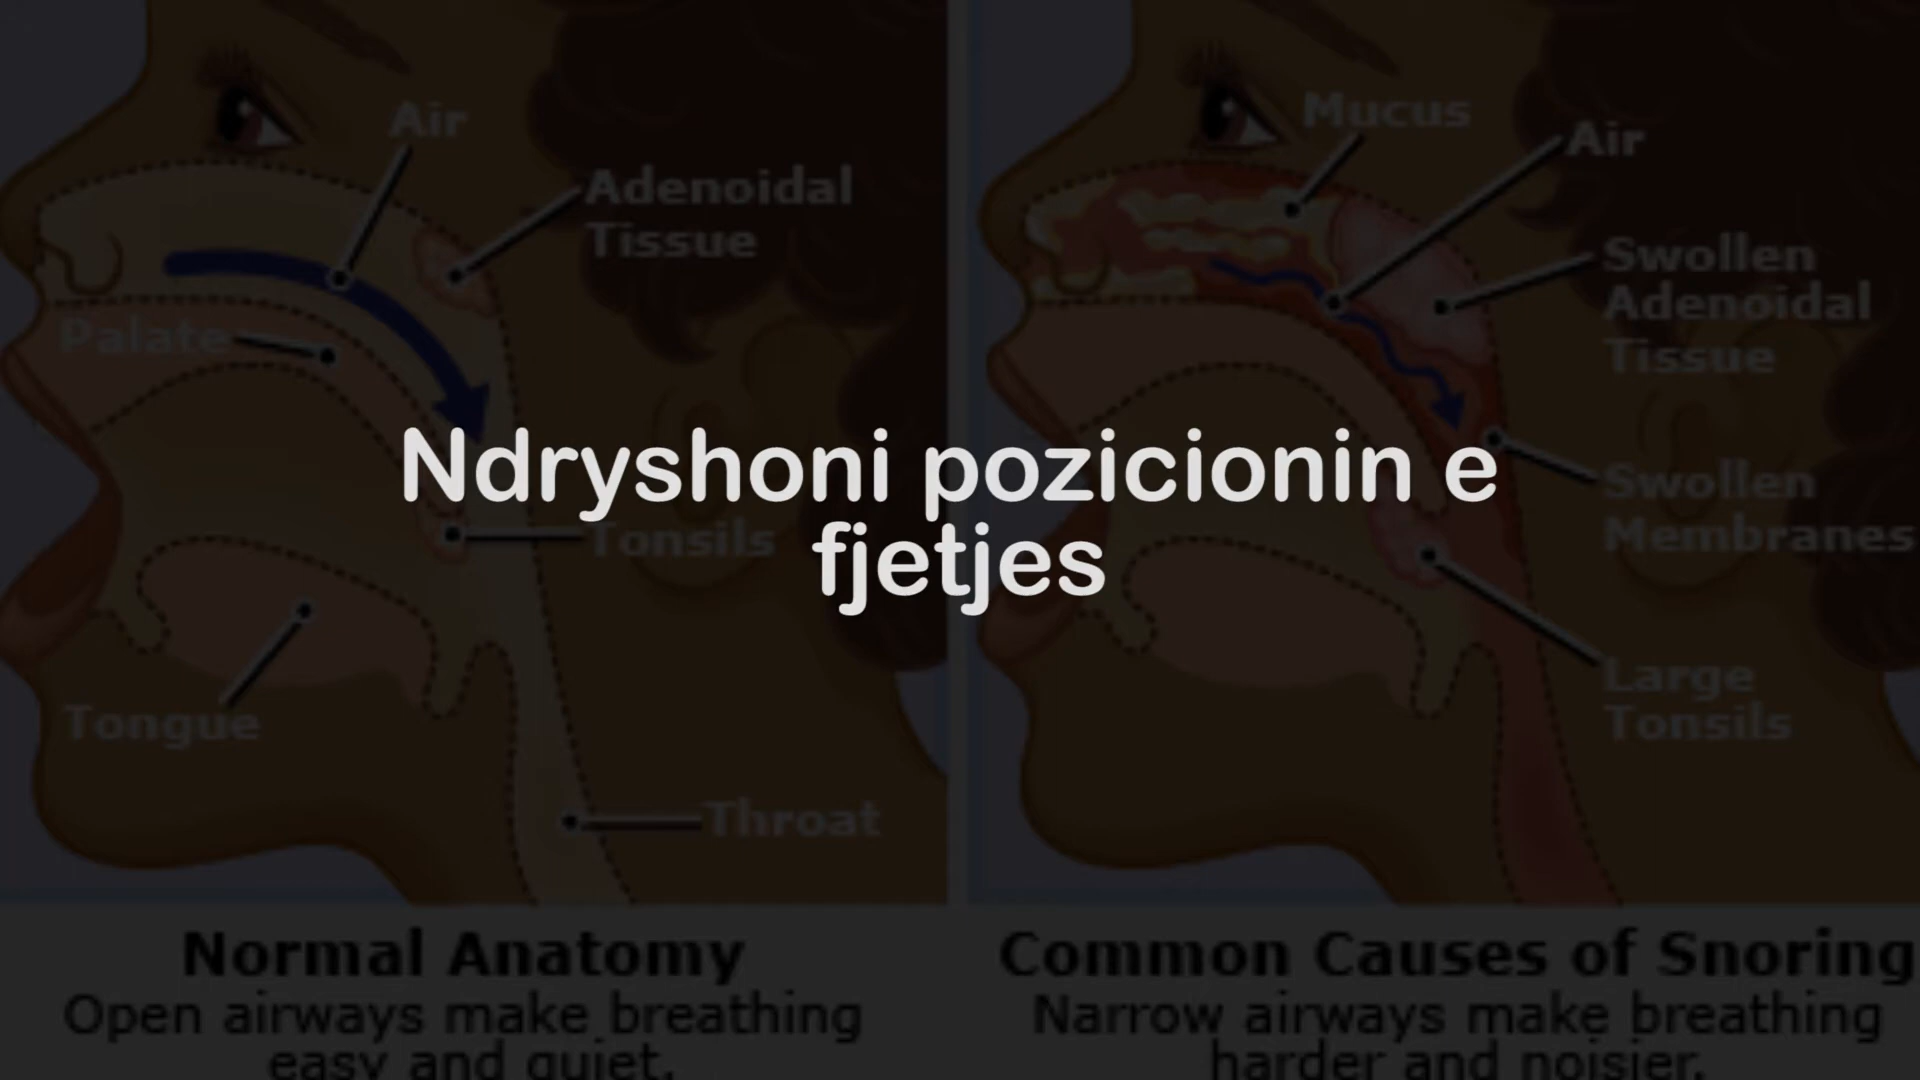 Air
Adenoidal
Tissue
Palate
Tonsils
Tongue
Throat
Normal Anatomy
Open airways make breathing
easy and quiet.
Mucus
Air
Swollen
Adenoidal
Tissue
Swollen
Membranes
Large
Tonsils
Common Causes of Snoring
Narrow airways make breathing
harder and noisier.
Ndryshoni pozicionin e
fjetjes